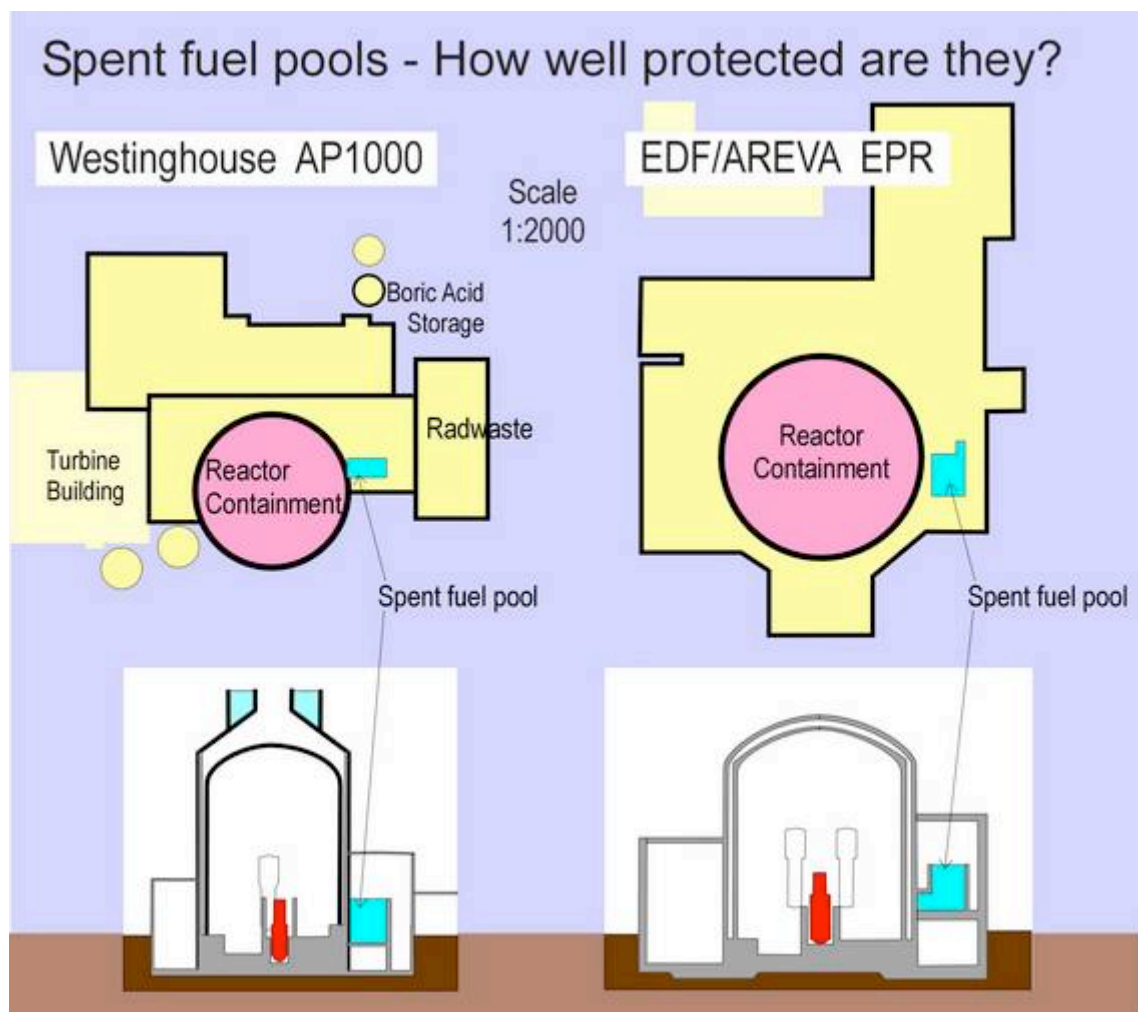 Spent fuel pools - How well protected are they?
Westinghouse AP1000
EDF/AREVA EPR
Scale
1:2000
Boric Acid
Storage
Turbine
Building
Reactor
Containment
Radwaste
Reactor
Containment
Spent fuel pool
Spent fuel pool